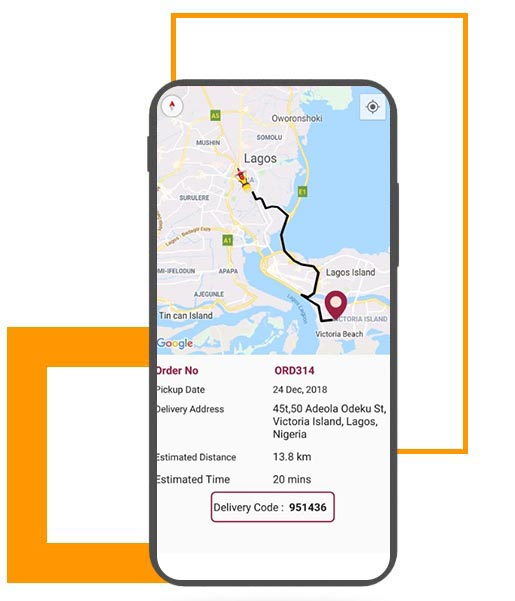 A5
Oworonshoki
SOMOLU
MUSHIN
Lagos
SURULERE
E1
Lagos - Badagry Expy
A1
MI-IFELODUN
APAPA
Lagos Island
AJEGUNLE
Lagos Lagoon
Tin can Island
CTORIA ISLAND
Victoria Beach
Google
Order No ORD314
Pickup Date 24 Dec, 2018
Delivery Address 45t,50 Adeola Odeku St,
Victoria Island, Lagos,
Nigeria
Estimated Distance 13.8 km
Estimated Time 20 mins
Delivery Code : 951436